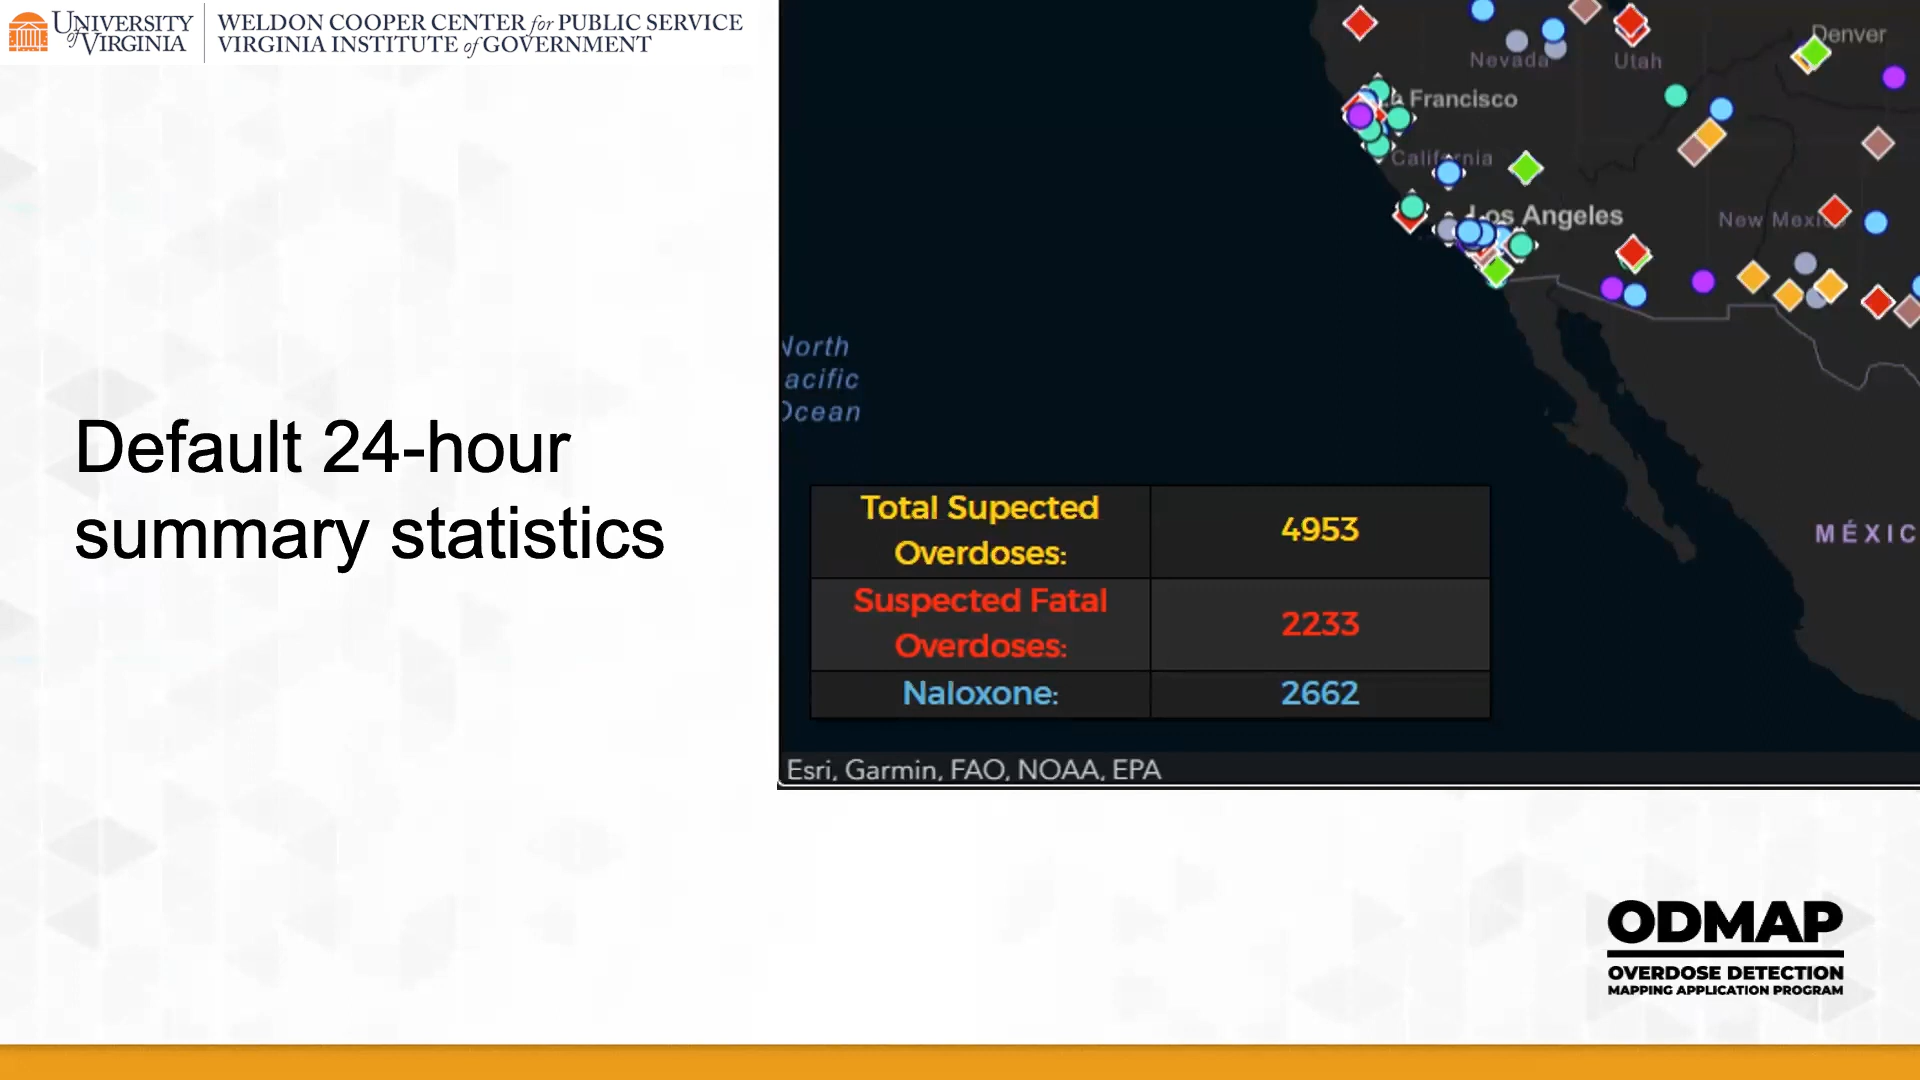 UNIVERSITY of VIRGINIA
WELDON COOPER CENTER for PUBLIC SERVICE
VIRGINIA INSTITUTE of GOVERNMENT
Default 24-hour
summary statistics
Denver
Nevada
Utah
Francisco
California
Los Angeles
New Mexi
North
acific
Ocean
MÉXIC
Total Supected
Overdoses:
4953
Suspected Fatal
Overdoses:
2233
Naloxone:
2662
Esri, Garmin, FAO, NOAA, EPA
ODMAP
OVERDOSE DETECTION
MAPPING APPLICATION PROGRAM